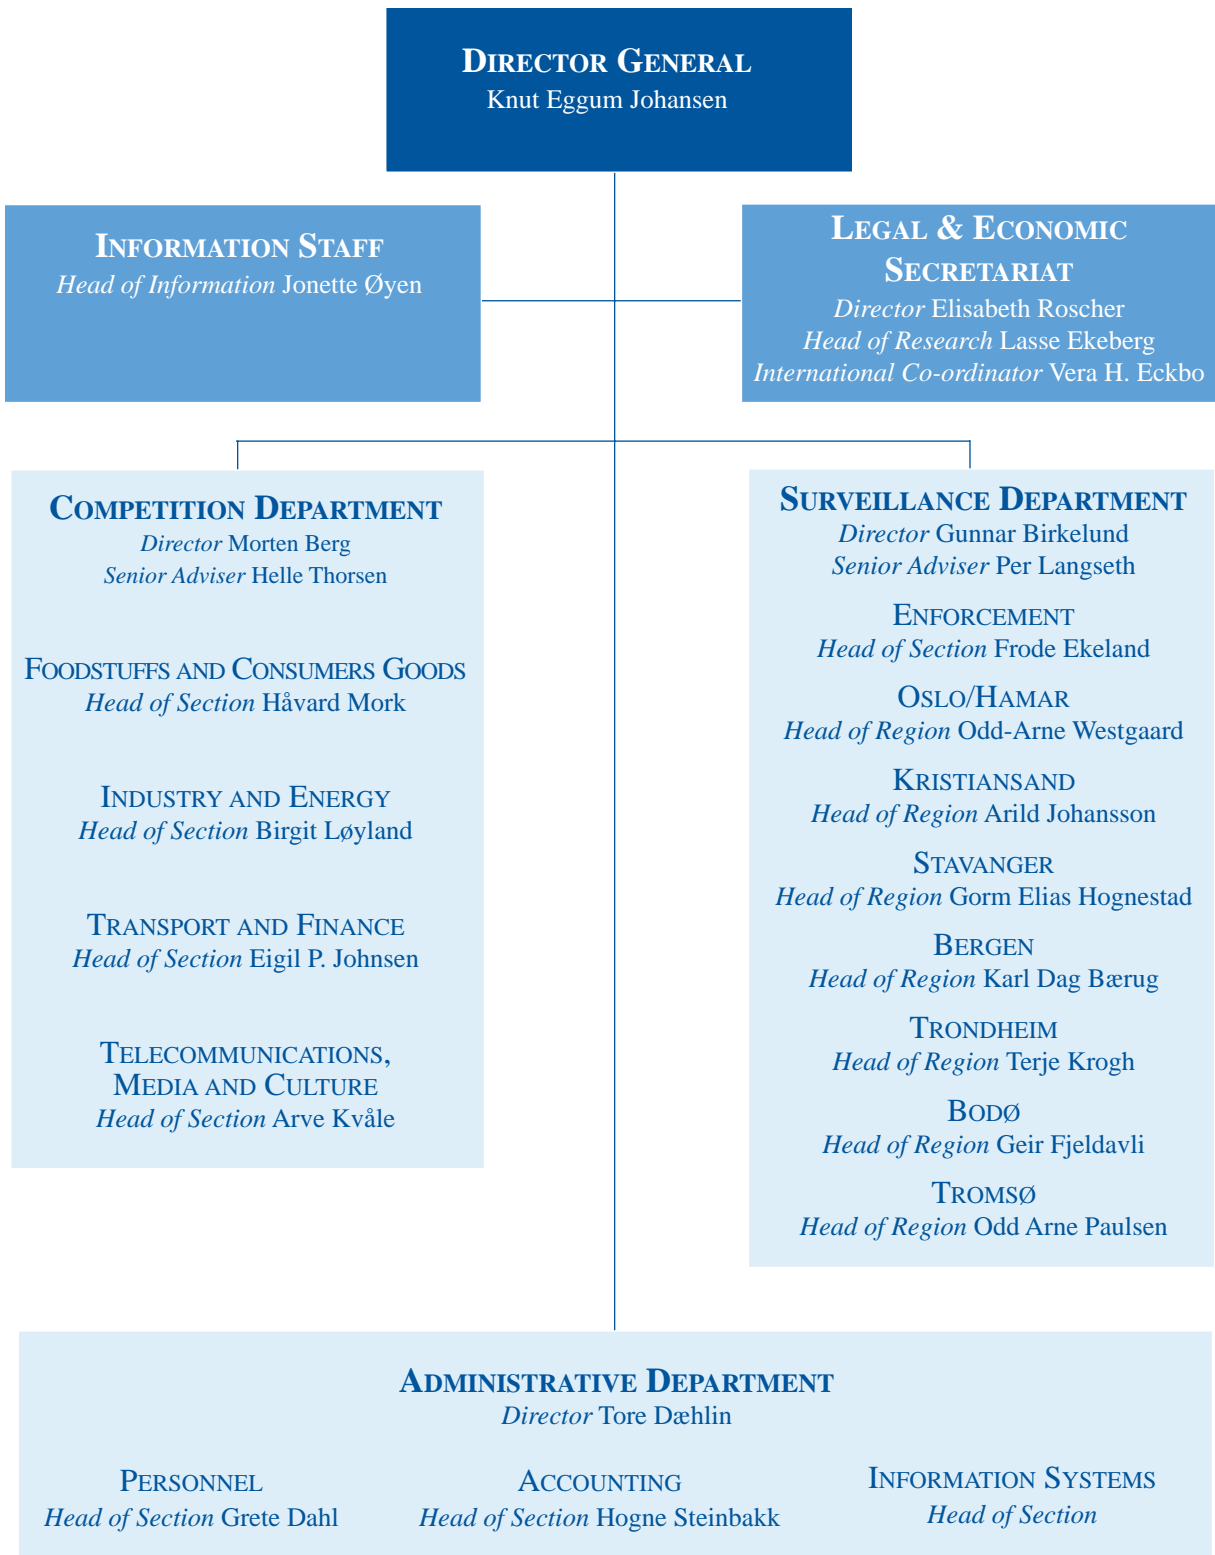 DIRECTOR GENERAL
Knut Eggum Johansen
INFORMATION STAFF
Head of Information Jonette Øyen
LEGAL & ECONOMIC
SECRETARIAT
Director Elisabeth Roscher
Head of Research Lasse Ekeberg
International Co-ordinator Vera H. Eckbo
COMPETITION DEPARTMENT
Director Morten Berg
Senior Adviser Helle Thorsen
FOODSTUFFS AND CONSUMERS GOODS
Head of Section Håvard Mork
INDUSTRY AND ENERGY
Head of Section Birgit Løyland
TRANSPORT AND FINANCE
Head of Section Eigil P. Johnsen
TELECOMMUNICATIONS,
MEDIA AND CULTURE
Head of Section Arve Kvåle
SURVEILLANCE DEPARTMENT
Director Gunnar Birkelund
Senior Adviser Per Langseth
ENFORCEMENT
Head of Section Frode Ekeland
OSLO/HAMAR
Head of Region Odd-Arne Westgaard
KRISTIANSAND
Head of Region Arild Johansson
STAVANGER
Head of Region Gorm Elias Hognestad
BERGEN
Head of Region Karl Dag Bærug
TRONDHEIM
Head of Region Terje Krogh
BODØ
Head of Region Geir Fjeldavli
TROMSØ
Head of Region Odd Arne Paulsen
ADMINISTRATIVE DEPARTMENT
Director Tore Dæhlin
PERSONNEL
Head of Section Grete Dahl
ACCOUNTING
Head of Section Hogne Steinbakk
INFORMATION SYSTEMS
Head of Section